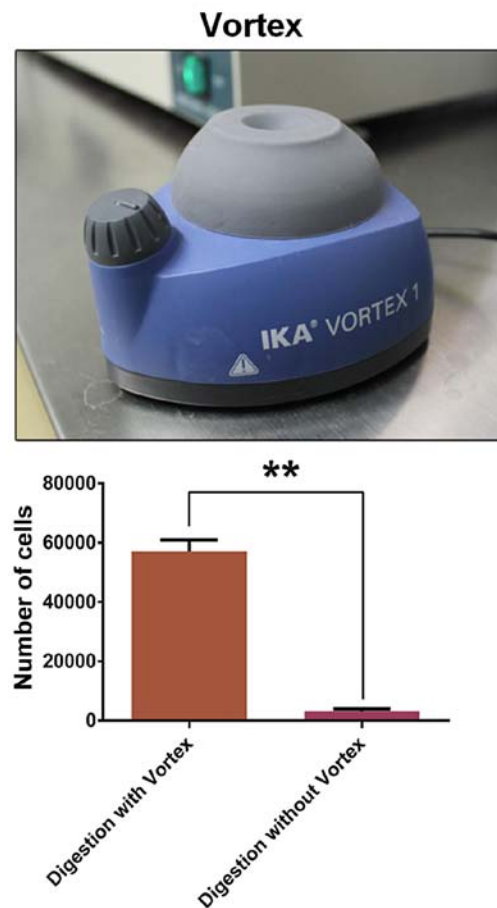 Vortex
IKA® VORTEX 1
**
Number of cells
80000
60000
40000
20000
0
Digestion with Vortex
Digestion without Vortex